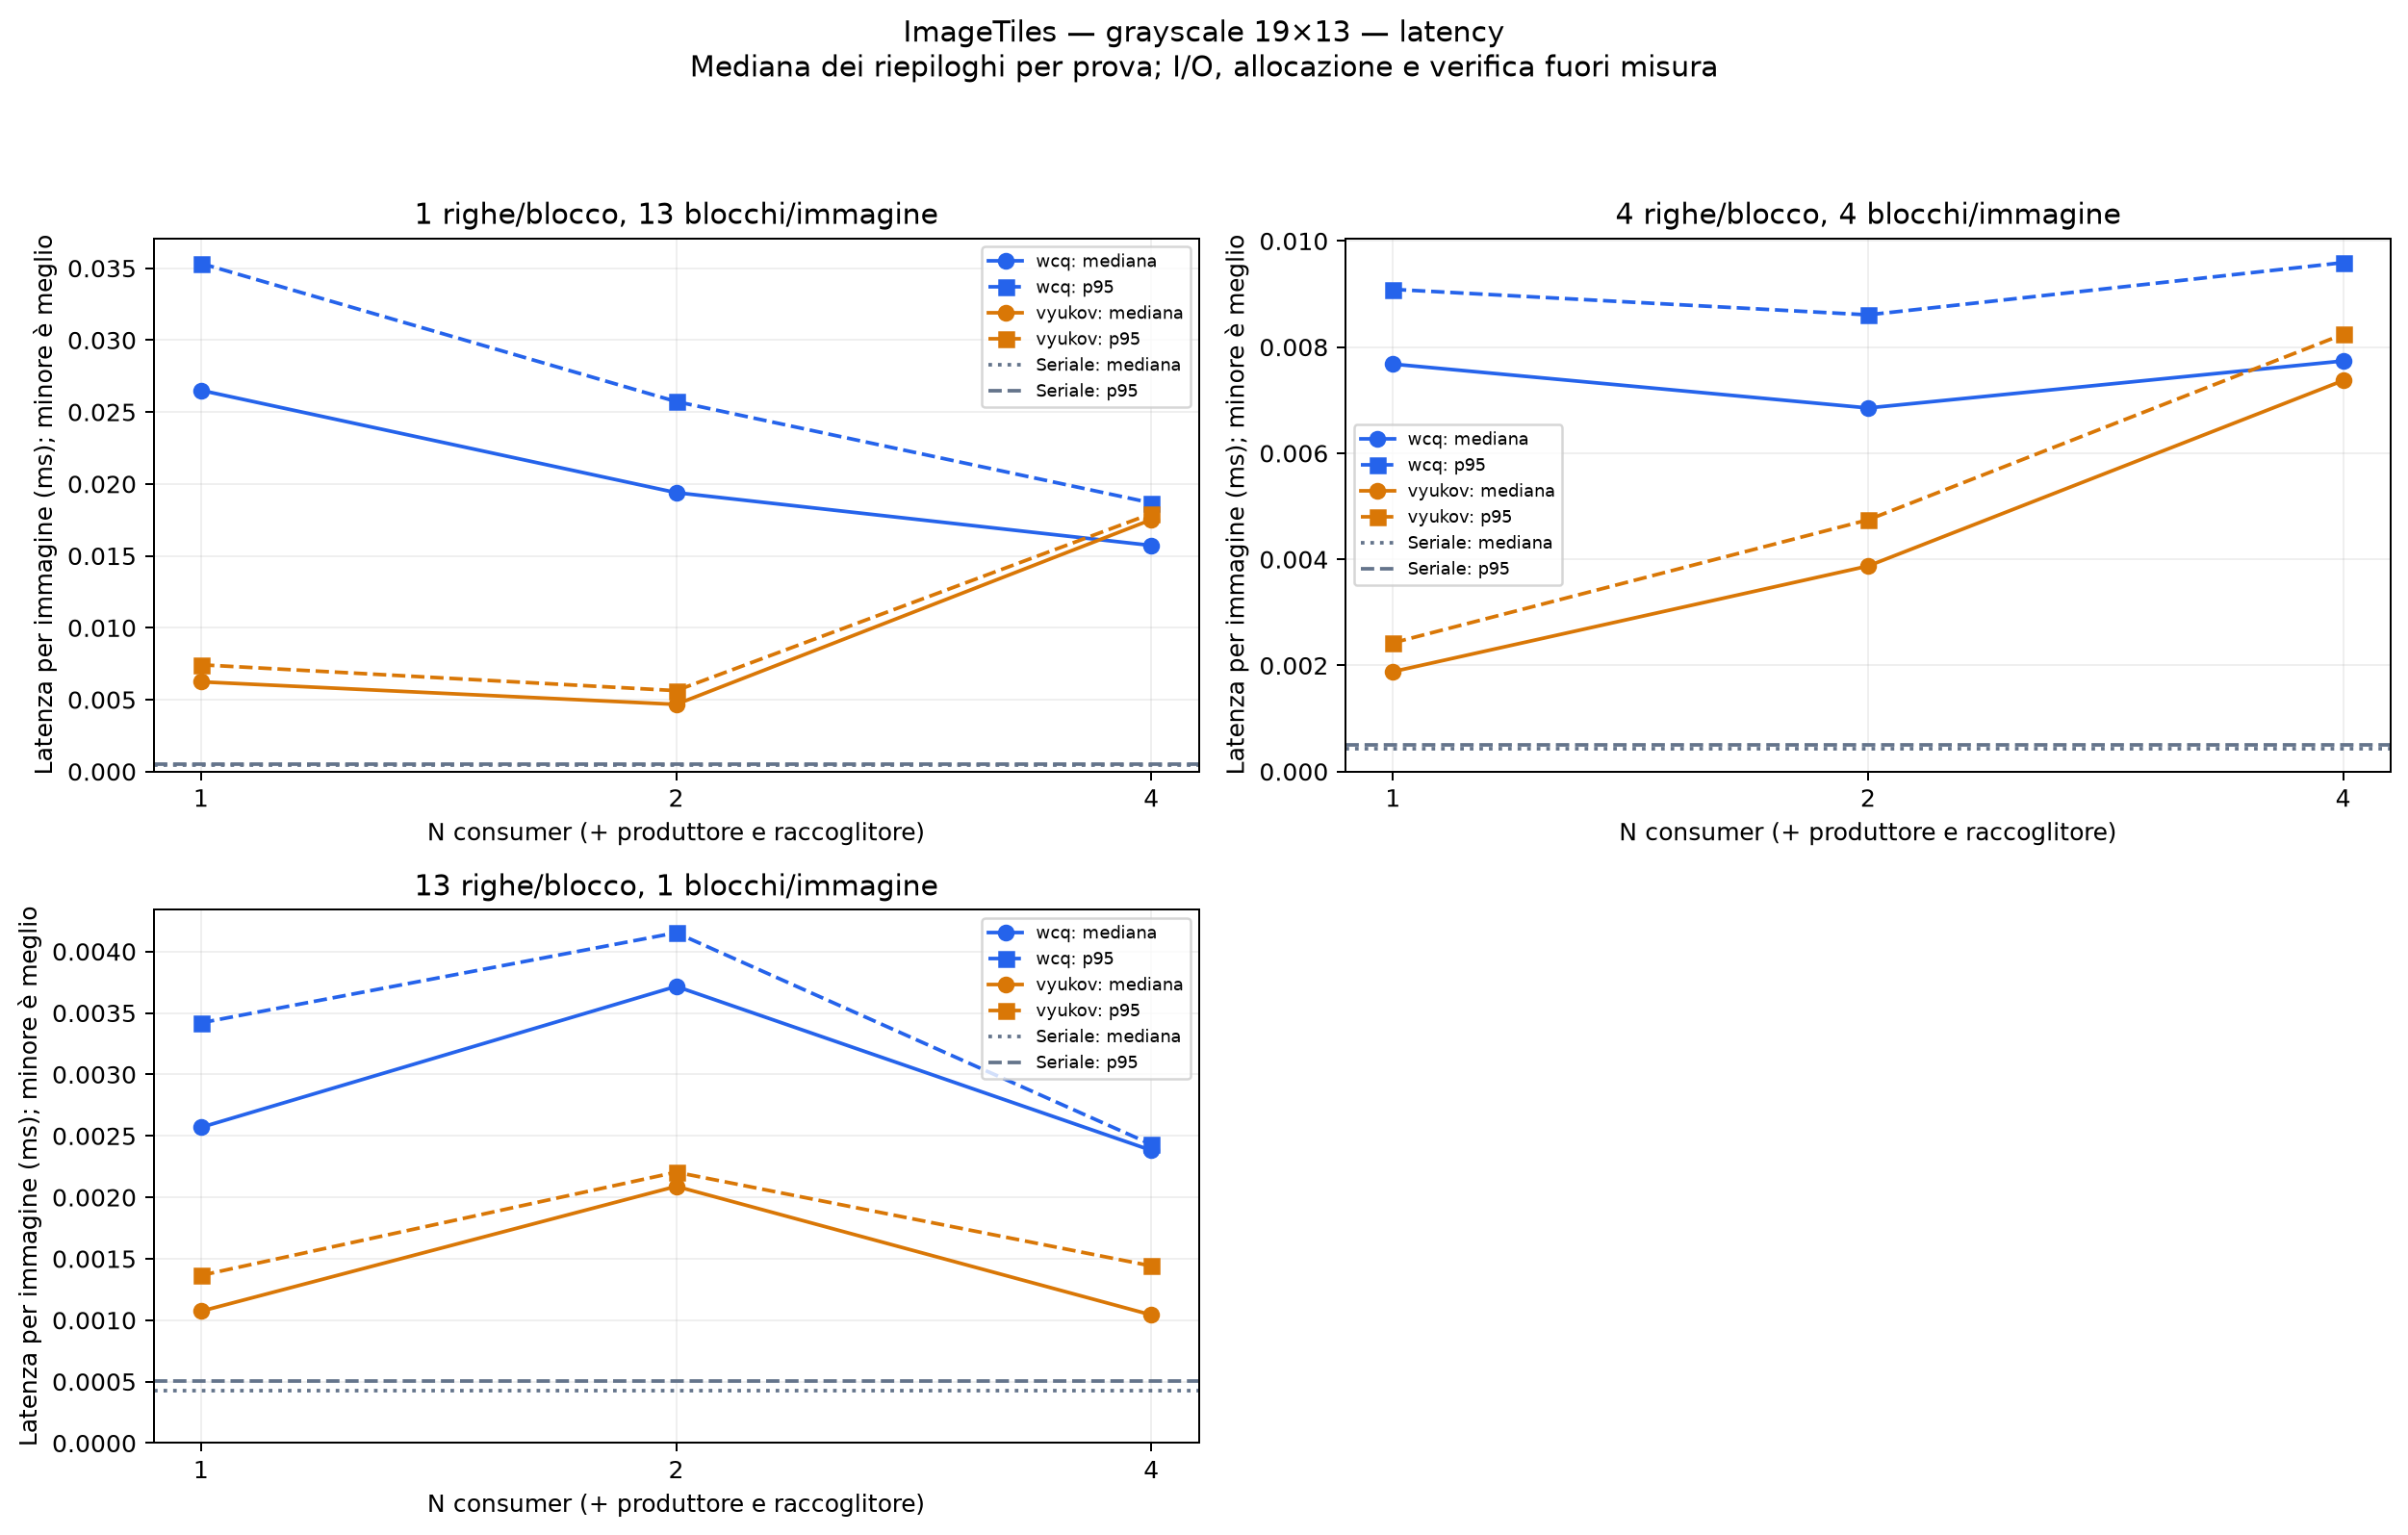 ImageTiles — grayscale 19×13 — latency
Mediana dei riepiloghi per prova; I/O, allocazione e verifica fuori misura
1 righe/blocco, 13 blocchi/immagine
Latenza per immagine (ms); minore è meglio
0.035
0.030
0.025
0.020
0.015
0.010
0.005
0.000
wcq: mediana
wcq: p95
vyukov: mediana
vyukov: p95
Seriale: mediana
Seriale: p95
1 2 4
N consumer (+ produttore e raccoglitore)
4 righe/blocco, 4 blocchi/immagine
Latenza per immagine (ms); minore è meglio
0.010
0.008
0.006
0.004
0.002
0.000
wcq: mediana
wcq: p95
vyukov: mediana
vyukov: p95
Seriale: mediana
Seriale: p95
1 2 4
N consumer (+ produttore e raccoglitore)
13 righe/blocco, 1 blocchi/immagine
Latenza per immagine (ms); minore è meglio
0.0040
0.0035
0.0030
0.0025
0.0020
0.0015
0.0010
0.0005
0.0000
wcq: mediana
wcq: p95
vyukov: mediana
vyukov: p95
Seriale: mediana
Seriale: p95
1 2 4
N consumer (+ produttore e raccoglitore)